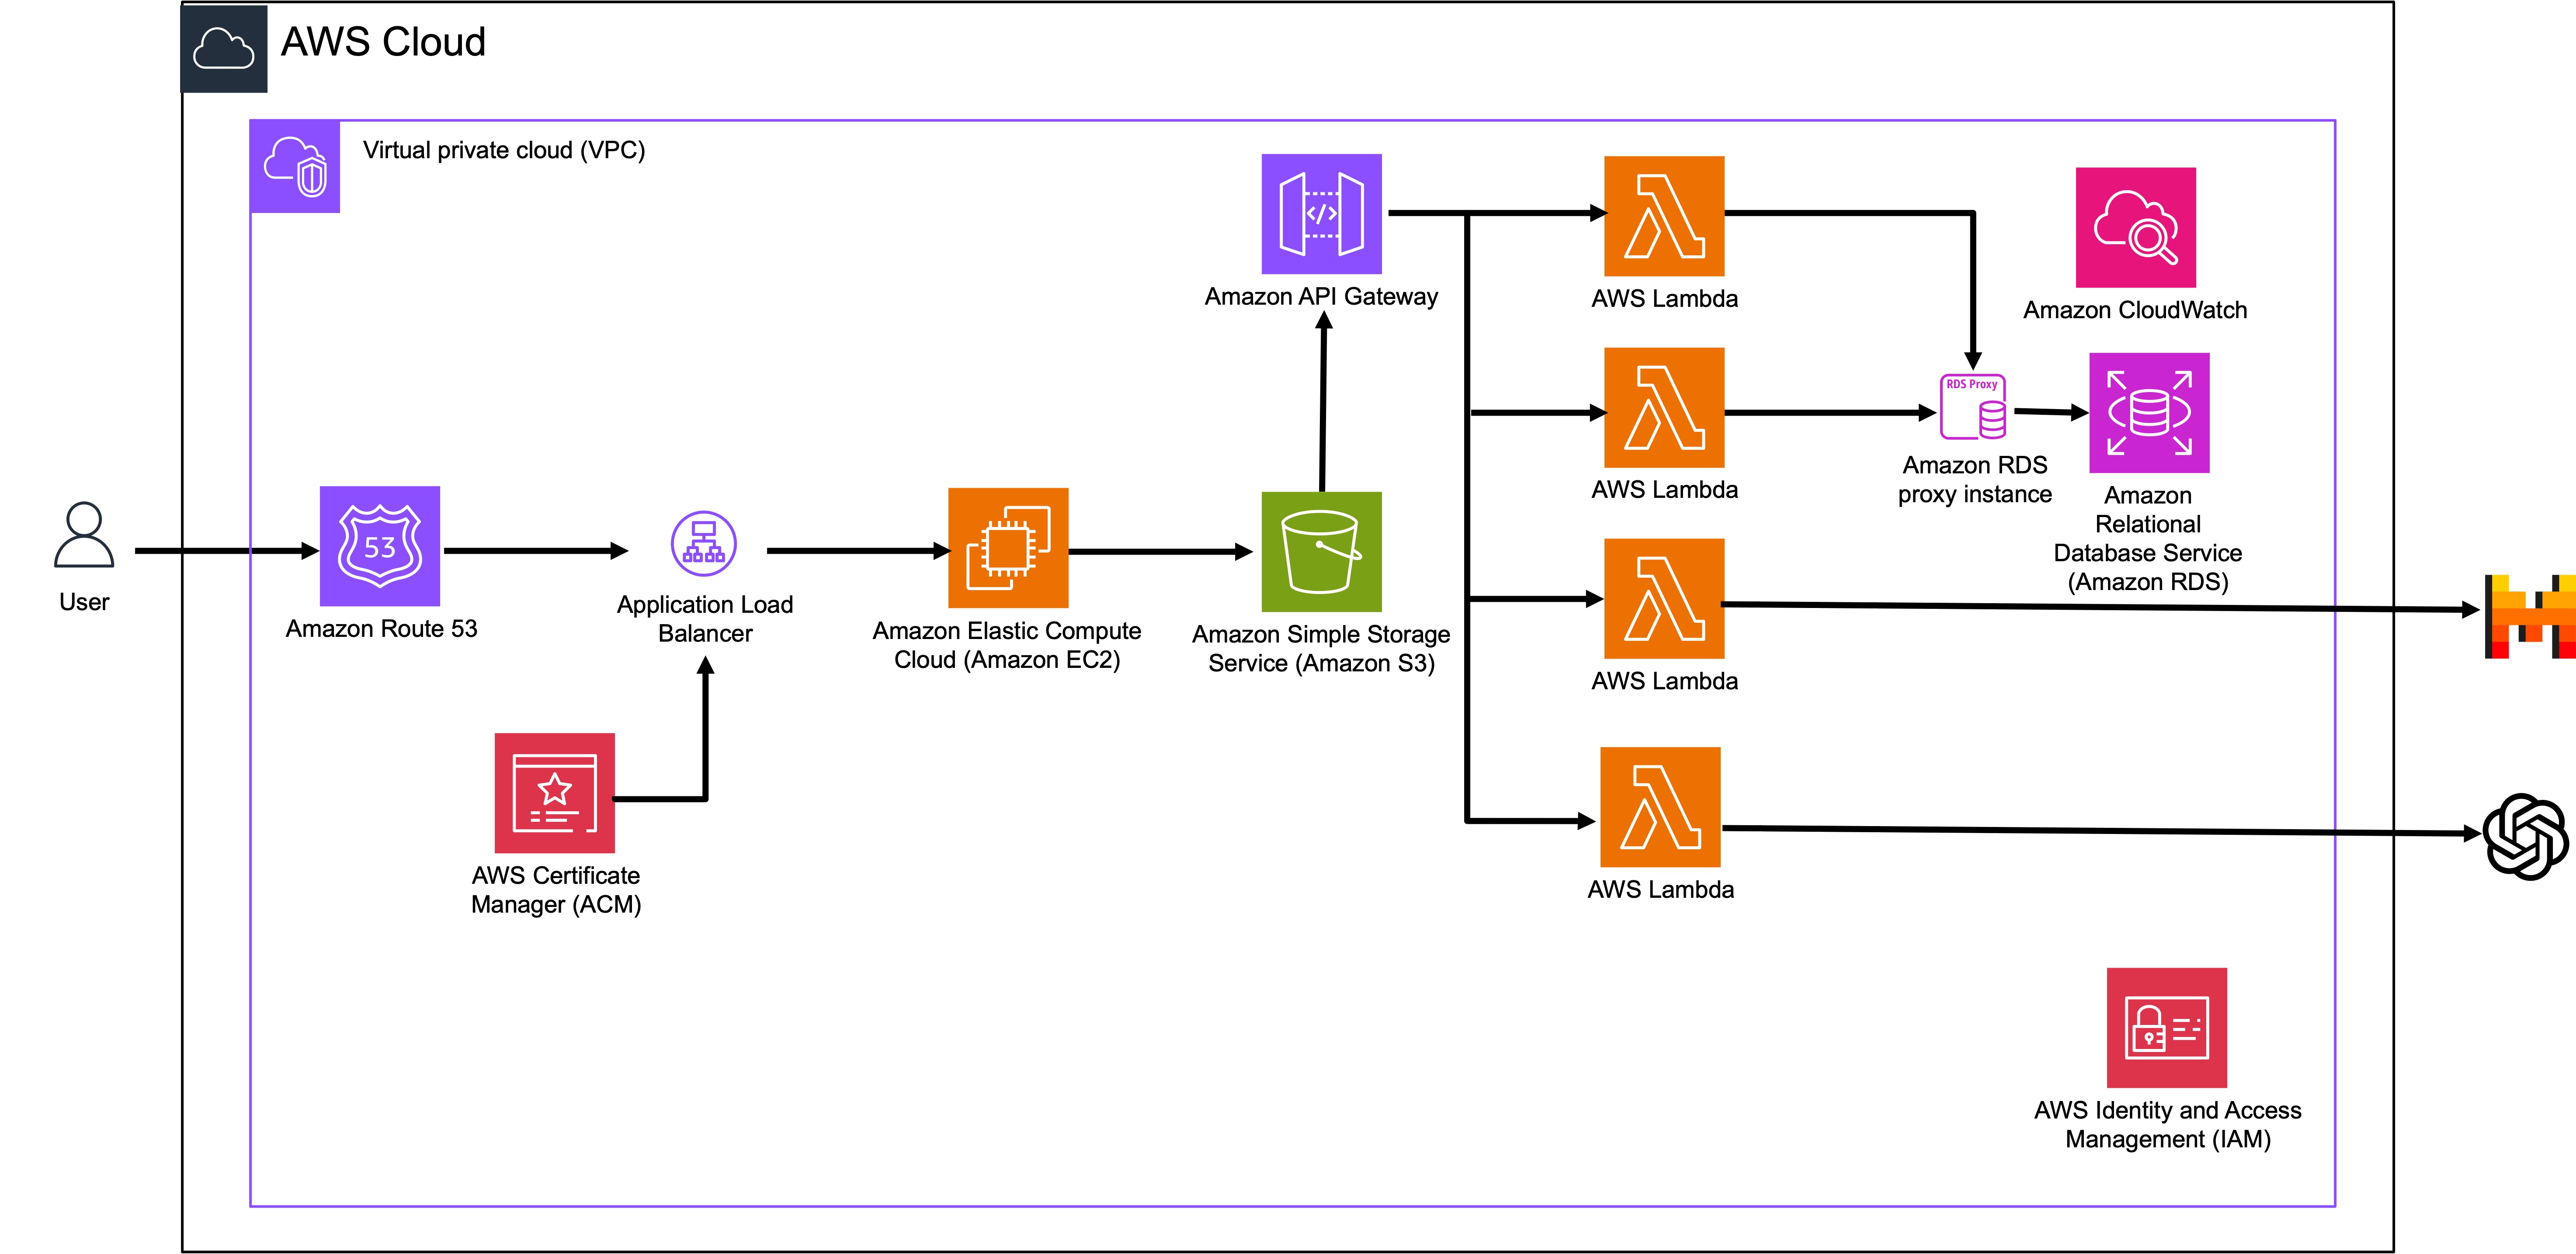 AWS Cloud
Virtual private cloud (VPC)
</>
Amazon API Gateway
AWS Lambda
Amazon CloudWatch
AWS Lambda
RDS Proxy
Amazon RDS
proxy instance
Amazon
Relational
Database Service
(Amazon RDS)
User
53
Amazon Route 53
Application Load
Balancer
Amazon Elastic Compute
Cloud (Amazon EC2)
Amazon Simple Storage
Service (Amazon S3)
AWS Lambda
AWS Certificate
Manager (ACM)
AWS Lambda
AWS Identity and Access
Management (IAM)